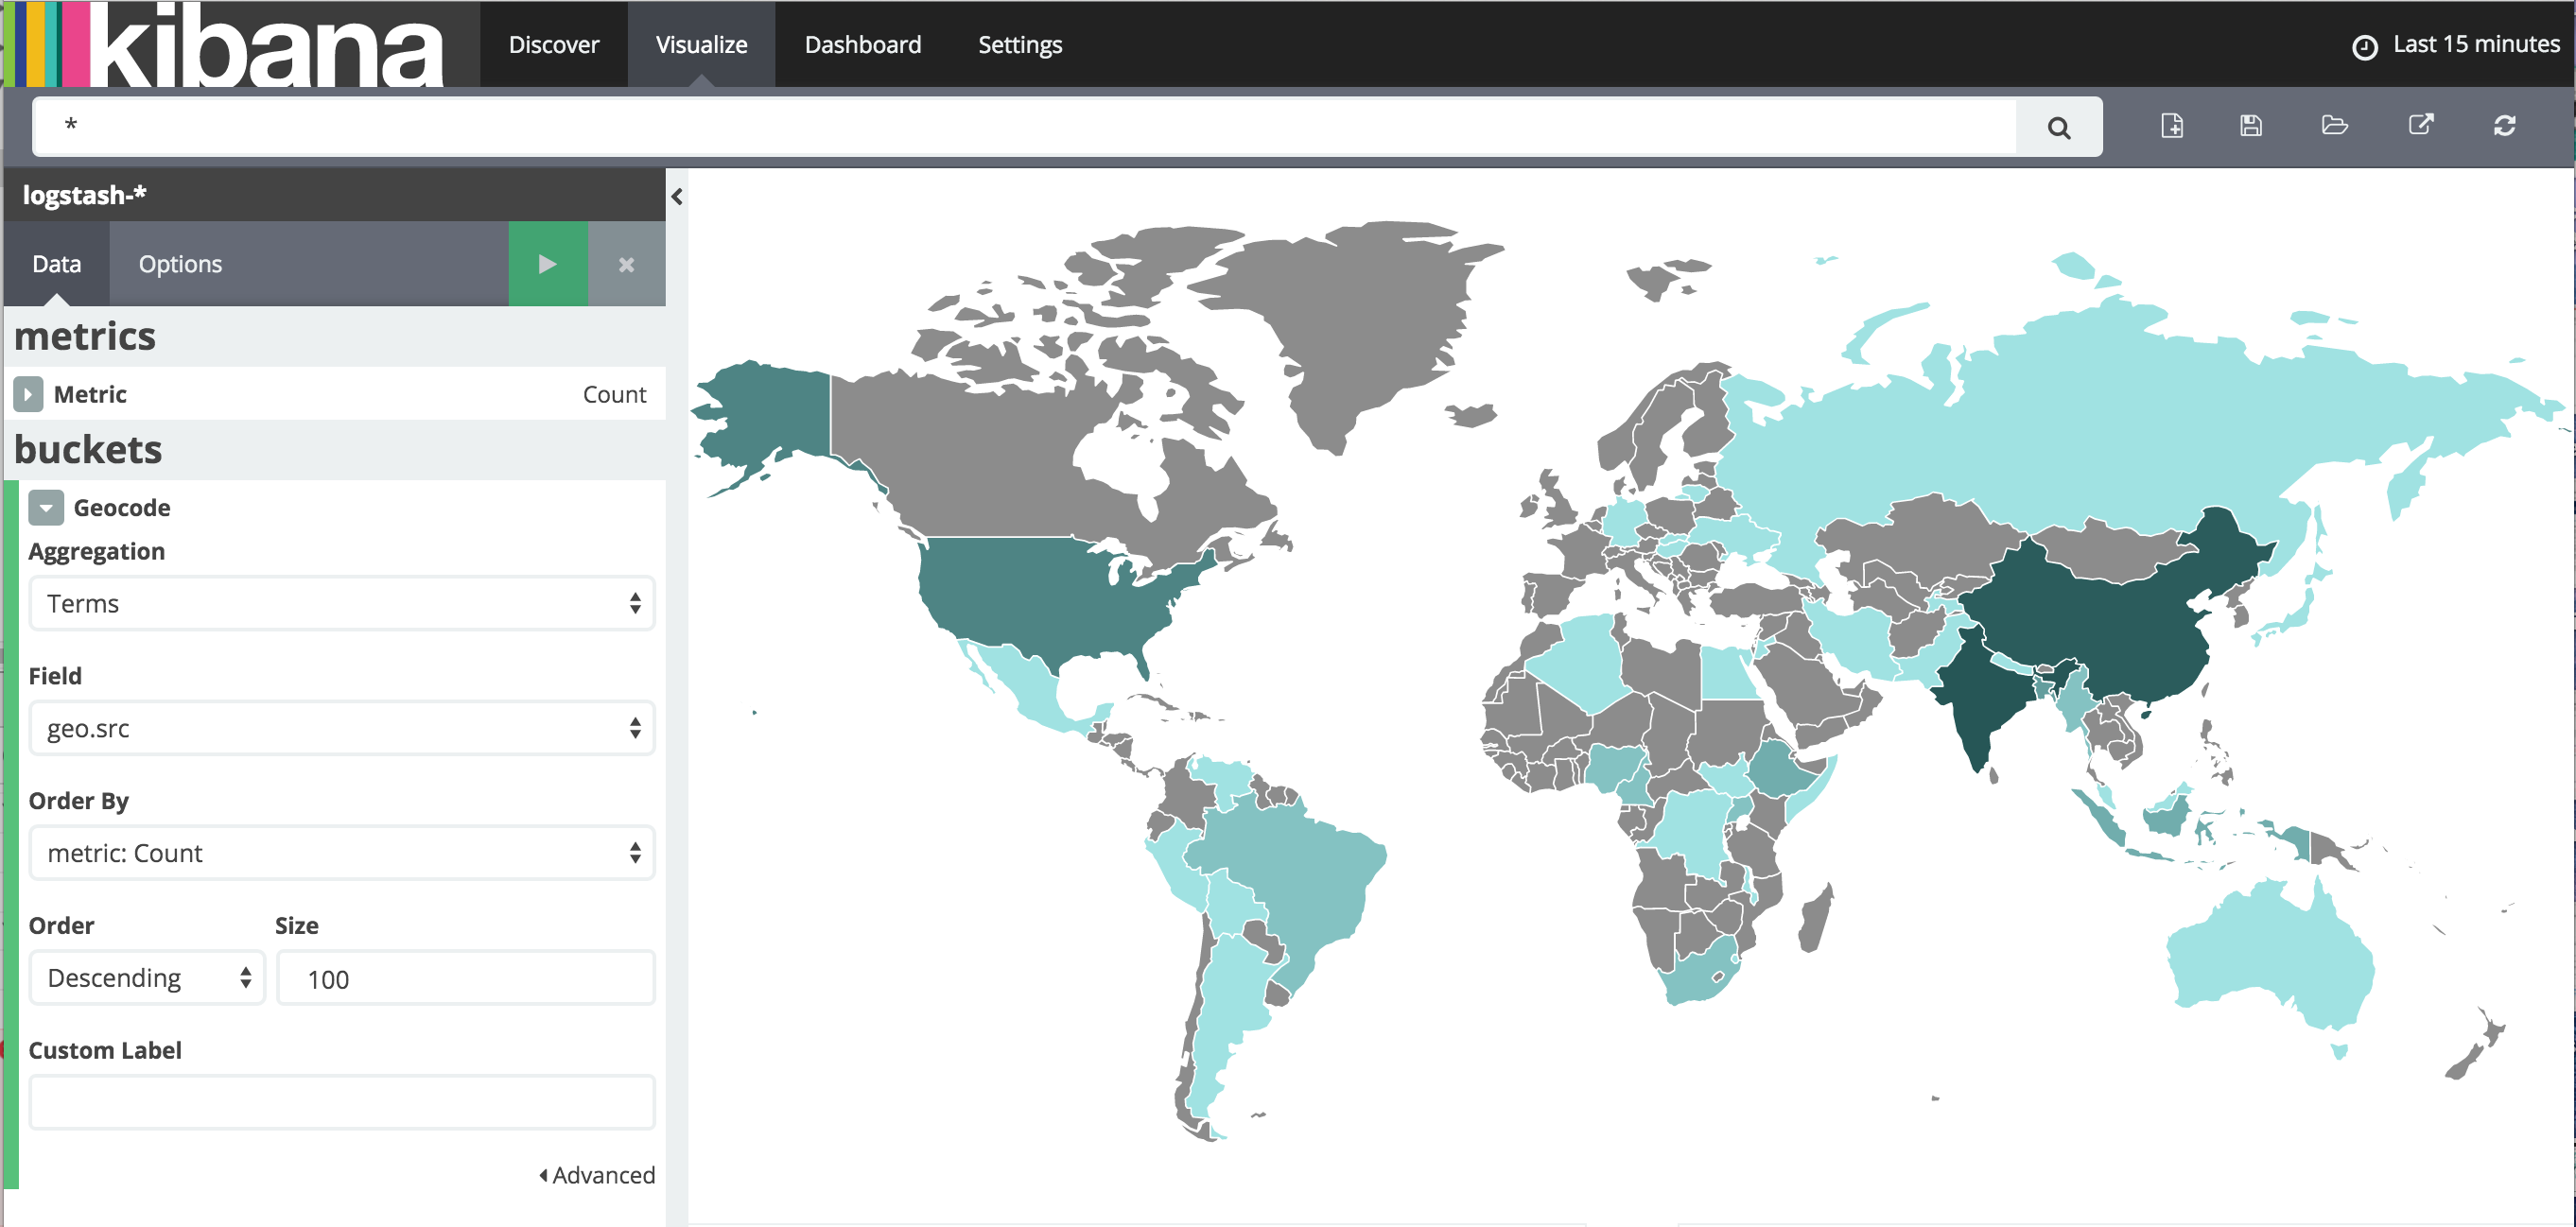 kibana Discover Visualize Dashboard Settings Last 15 minutes
*
logstash-*
Data Options
metrics
Metric Count
buckets
Geocode
Aggregation
Terms
Field
geo.src
Order By
metric: Count
Order Size
Descending 100
Custom Label
Advanced